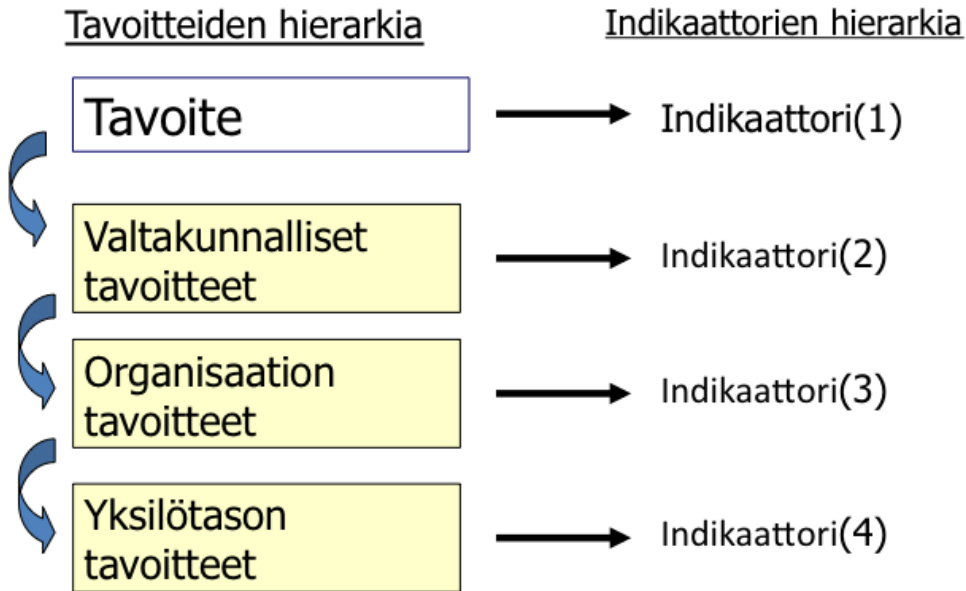 Tavoitteiden hierarkia
Indikaattorien hierarkia
Tavoite
Indikaattori(1)
Valtakunnalliset
tavoitteet
Indikaattori(2)
Organisaation
tavoitteet
Indikaattori(3)
Yksilötason
tavoitteet
Indikaattori(4)